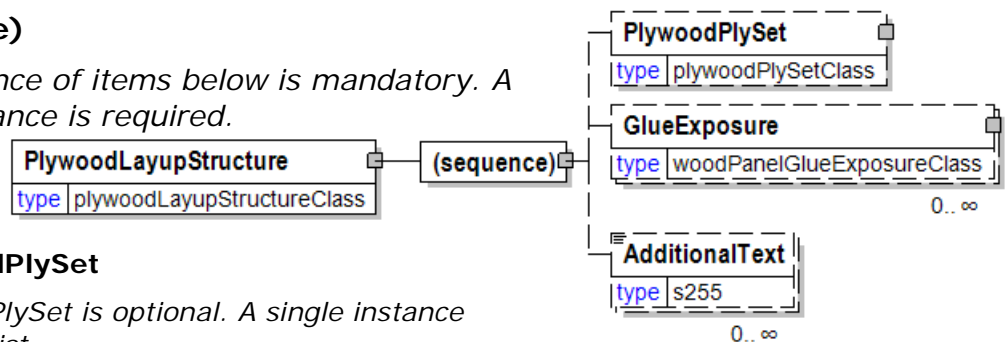 e)
nce of items below is mandatory. A
ance is required.
PlywoodLayupStructure
type plywoodLayupStructureClass
(sequence)
PlywoodPlySet
type plywoodPlySetClass
GlueExposure
type woodPanelGlueExposureClass
0.. ∞
AdditionalText
type s255
0.. ∞
dPlySet
PlySet is optional. A single instance